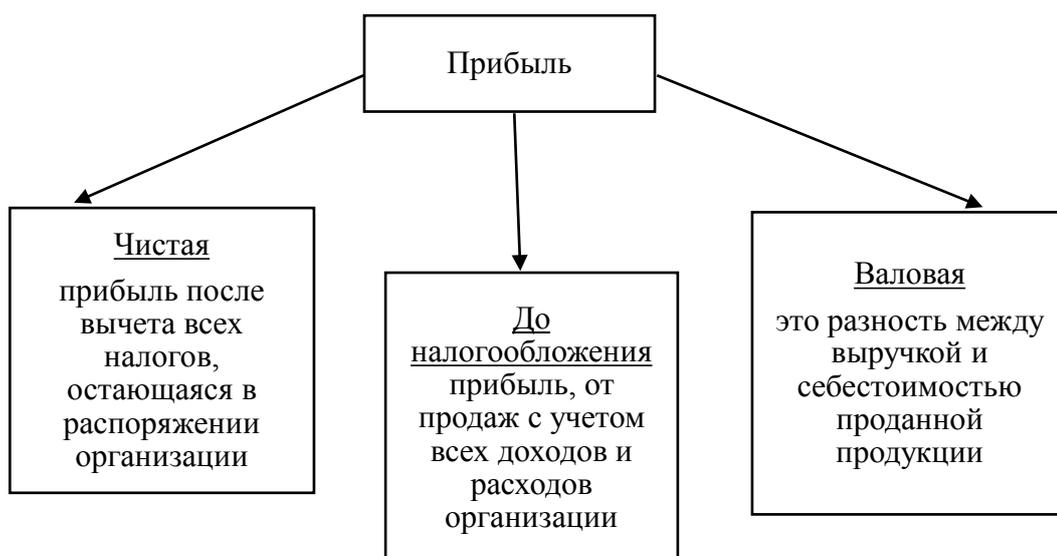 Прибыль
Чистая
прибыль после
вычета всех
налогов,
остающаяся в
распоряжении
организации
До
налогообложения
прибыль, от
продаж с учетом
всех доходов и
расходов
организации
Валовая
это разность между
выручкой и
себестоимостью
проданной
продукции